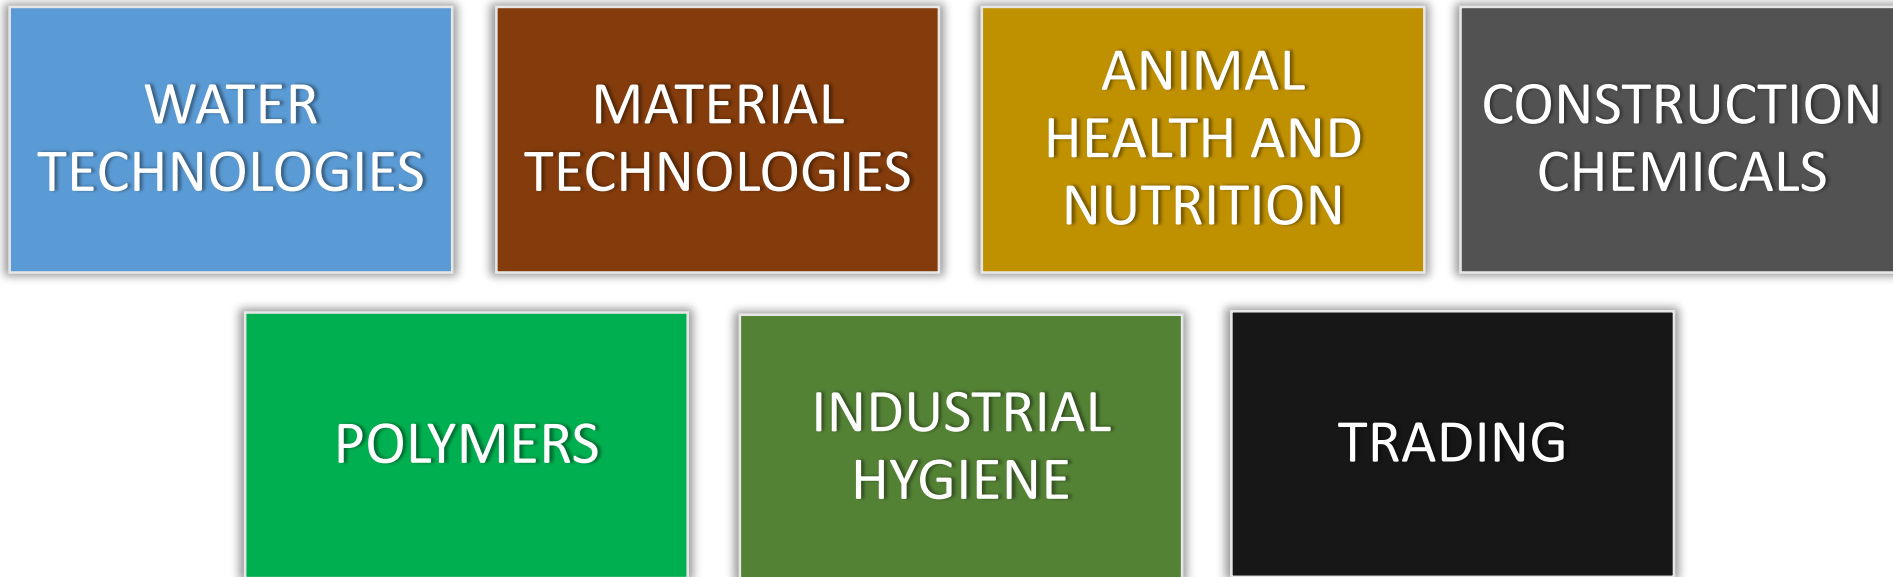 WATER
TECHNOLOGIES
MATERIAL
TECHNOLOGIES
ANIMAL
HEALTH AND
NUTRITION
CONSTRUCTION
CHEMICALS
POLYMERS
INDUSTRIAL
HYGIENE
TRADING